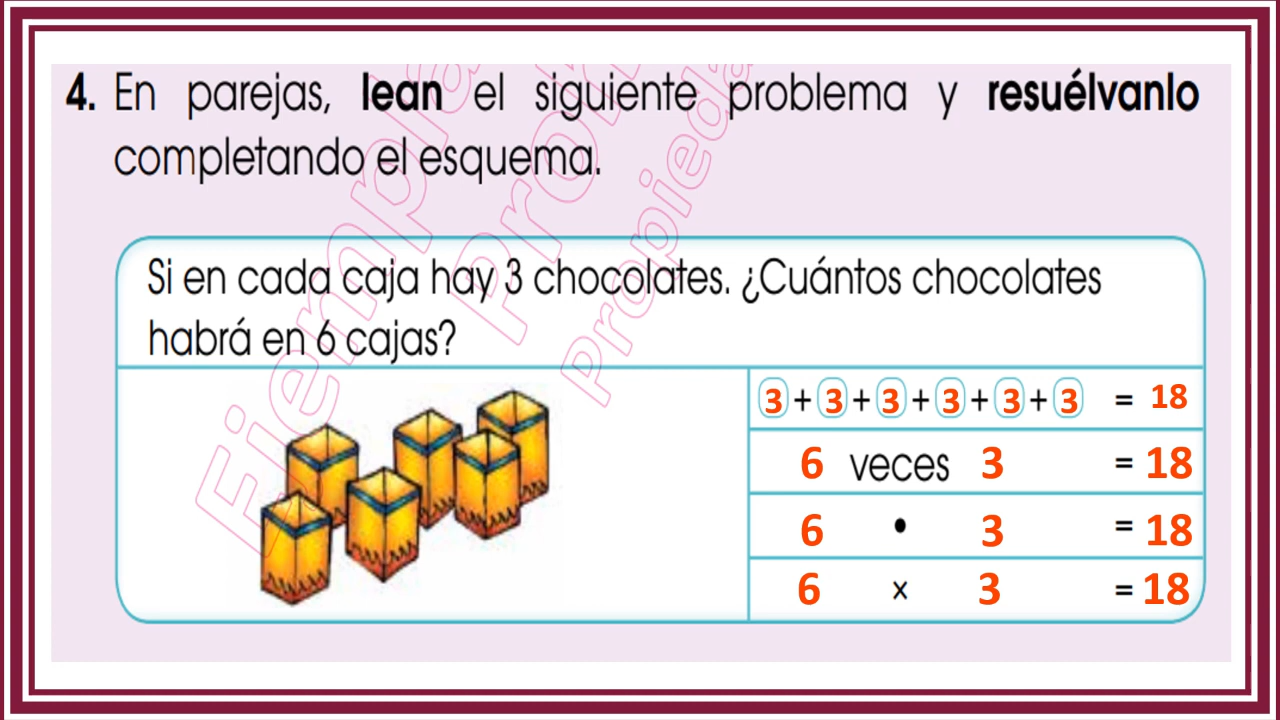 4. En parejas, lean el siguiente problema y resuélvanlo
completando el esquema.
Si en cada caja hay 3 chocolates. ¿Cuántos chocolates
habrá en 6 cajas?
3 + 3 + 3 + 3 + 3 + 3 = 18
6 veces 3 = 18
6 • 3 = 18
6 × 3 = 18